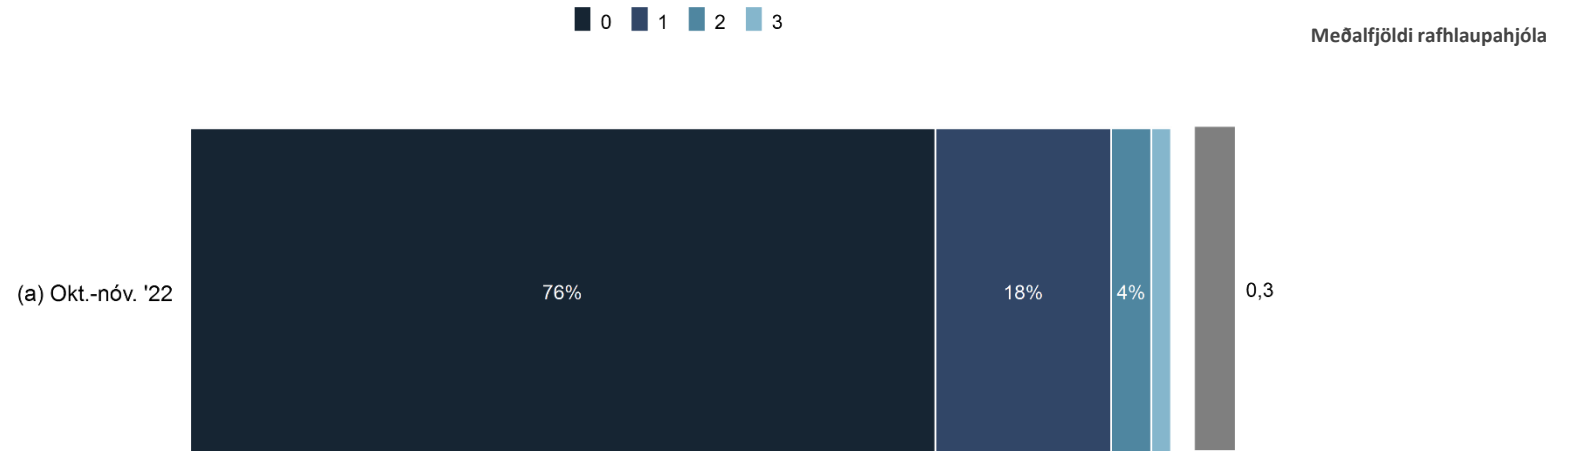 0 1 2 3
Meðalfjöldi rafhlaupahjóla
(a) Okt.-nóv. '22 76% 18% 4% 0,3